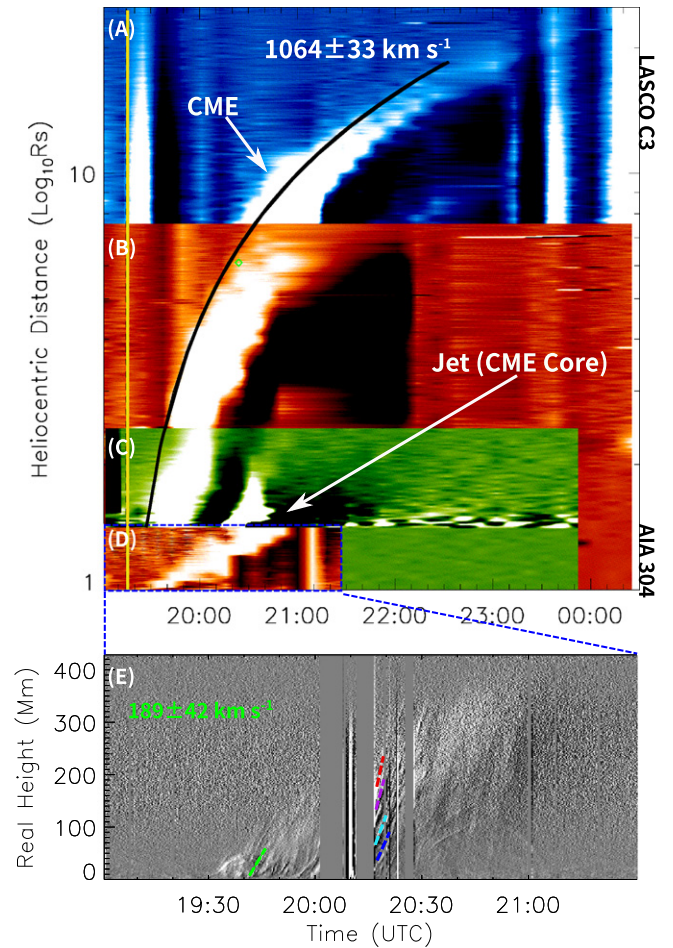 (A)
1064±33 km s⁻¹
CME
LASCO C3
10
Heliocentric Distance (Log₁₀Rs)
(B)
Jet (CME Core)
(C)
(D)
AIA 304
1
20:00 21:00 22:00 23:00 00:00
(E)
400
189±42 km s⁻¹
300
200
100
0
Real Height (Mm)
19:30 20:00 20:30 21:00
Time (UTC)